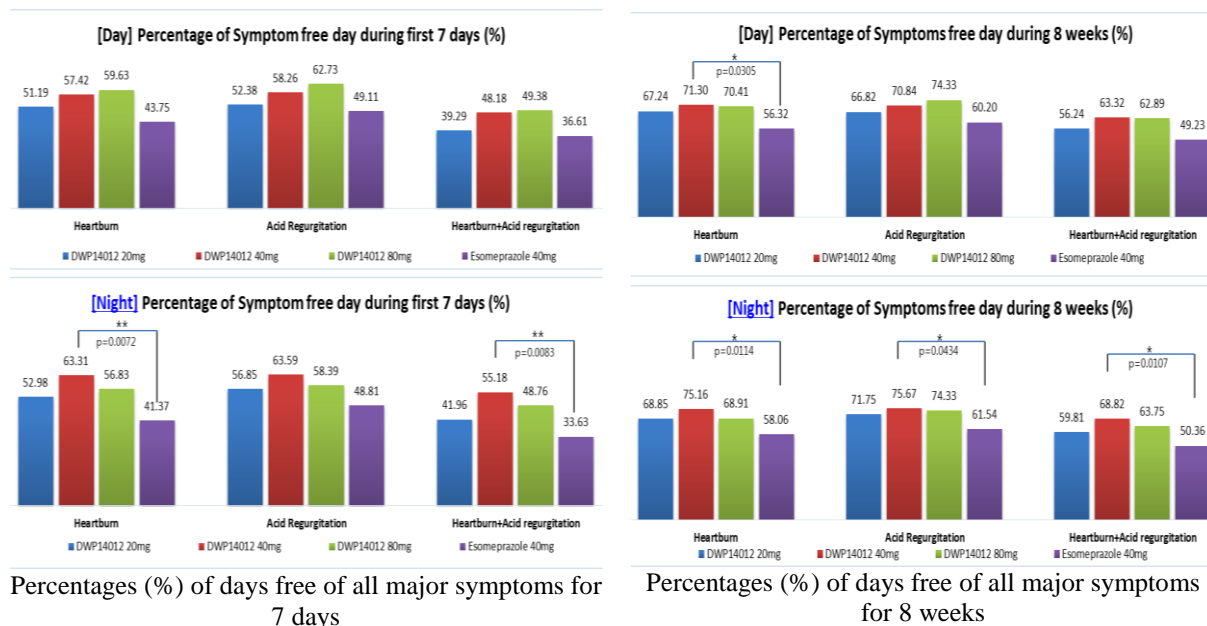 [Day] Percentage of Symptom free day during first 7 days (%)
51.19 57.42 59.63 43.75 52.38 58.26 62.73 49.11 39.29 48.18 49.38 36.61
Heartburn Acid Regurgitation Heartburn+Acid regurgitation
DWP14012 20mg DWP14012 40mg DWP14012 80mg Esomeprazole 40mg
[Night] Percentage of Symptom free day during first 7 days (%)
**
p=0.0072
**
p=0.0083
52.98 63.31 56.83 41.37 56.85 63.59 58.39 48.81 41.96 55.18 48.76 33.63
Heartburn Acid Regurgitation Heartburn+Acid regurgitation
DWP14012 20mg DWP14012 40mg DWP14012 80mg Esomeprazole 40mg
Percentages (%) of days free of all major symptoms for
7 days
[Day] Percentage of Symptoms free day during 8 weeks (%)
*
p=0.0305
67.24 71.30 70.41 56.32 66.82 70.84 74.33 60.20 56.24 63.32 62.89 49.23
Heartburn Acid Regurgitation Heartburn+Acid regurgitation
DWP14012 20mg DWP14012 40mg DWP14012 80mg Esomeprazole 40mg
[Night] Percentage of Symptoms free day during 8 weeks (%)
*
p=0.0114
*
p=0.0434
*
p=0.0107
68.85 75.16 68.91 58.06 71.75 75.67 74.33 61.54 59.81 68.82 63.75 50.36
Heartburn Acid Regurgitation Heartburn+Acid regurgitation
DWP14012 20mg DWP14012 40mg DWP14012 80mg Esomeprazole 40mg
Percentages (%) of days free of all major symptoms
for 8 weeks